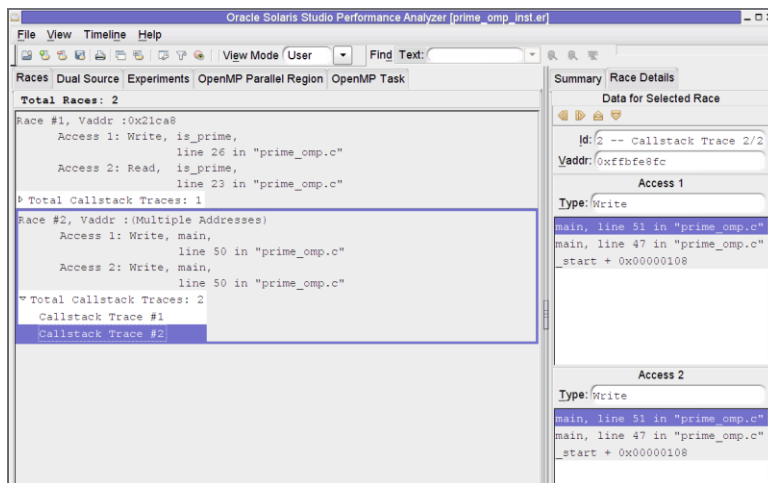 Oracle Solaris Studio Performance Analyzer [prime_omp_inst.er]
File View Timeline Help
View Mode User Find Text:
Races Dual Source Experiments OpenMP Parallel Region OpenMP Task
Total Races: 2
Race #1, Vaddr :0x21ca8
Access 1: Write, is_prime,
line 26 in "prime_omp.c"
Access 2: Read, is_prime,
line 23 in "prime_omp.c"
Total Callstack Traces: 1
Race #2, Vaddr :(Multiple Addresses)
Access 1: Write, main,
line 50 in "prime_omp.c"
Access 2: Write, main,
line 50 in "prime_omp.c"
Total Callstack Traces: 2
Callstack Trace #1
Callstack Trace #2
Summary Race Details
Data for Selected Race
Id: 2 -- Callstack Trace 2/2
Vaddr: 0xffbfe8fc
Access 1
Type: Write
main, line 51 in "prime_omp.c"
main, line 47 in "prime_omp.c"
_start + 0x00000108
Access 2
Type: Write
main, line 51 in "prime_omp.c"
main, line 47 in "prime_omp.c"
_start + 0x00000108